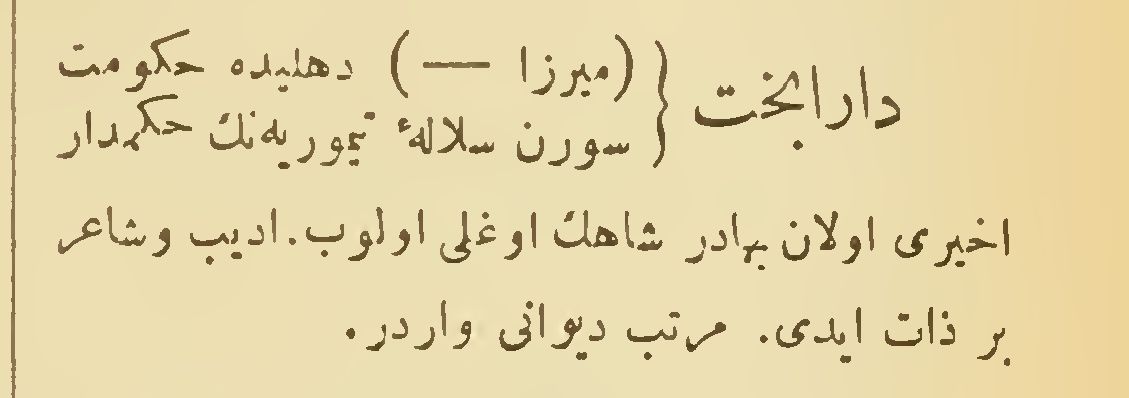 دارابخت { (میرزا —) دهلیده حکومت
سورن سلالهٔ تیموریه‌نك حکمدار
اخیری اولان بهادر شاهك اوغلی اولوب. ادیب وشاعر
بر ذات ایدی. مرتب دیوانی واردر.